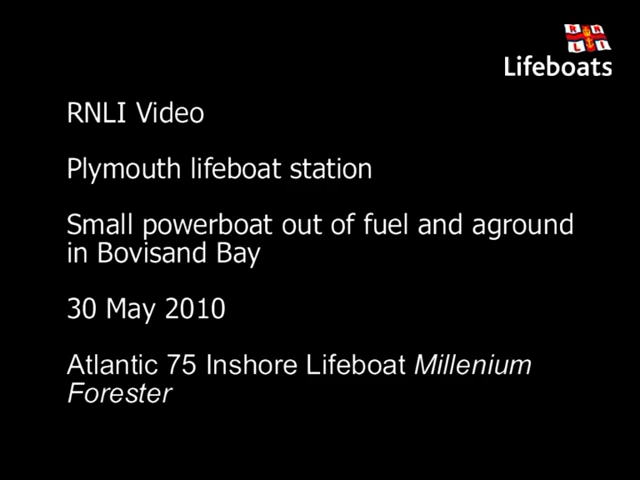 R N
L I
Lifeboats
RNLI Video
Plymouth lifeboat station
Small powerboat out of fuel and aground
in Bovisand Bay
30 May 2010
Atlantic 75 Inshore Lifeboat Millenium
Forester